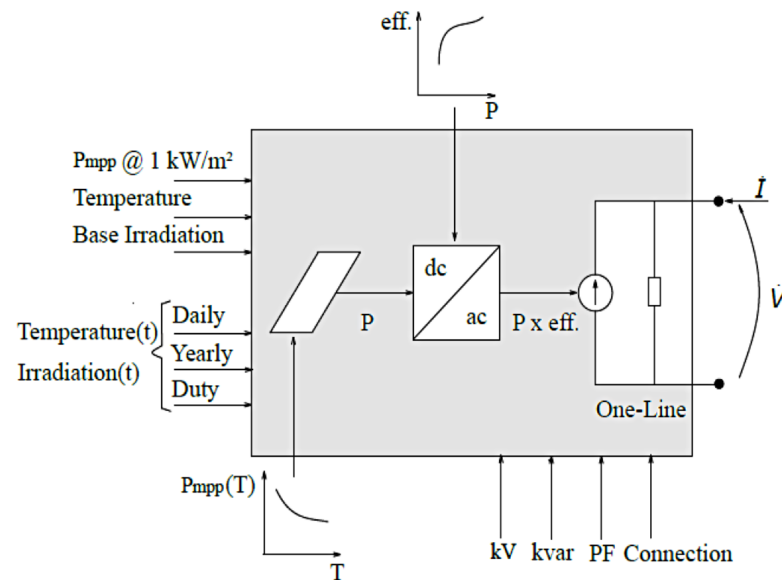 eff.
P
Pmpp @ 1 kW/m²
Temperature
Base Irradiation
İ
dc
ac
P
P x eff.
V̇
Temperature(t)
Irradiation(t)
Daily
Yearly
Duty
One-Line
Pmpp(T)
T
kV kvar PF Connection